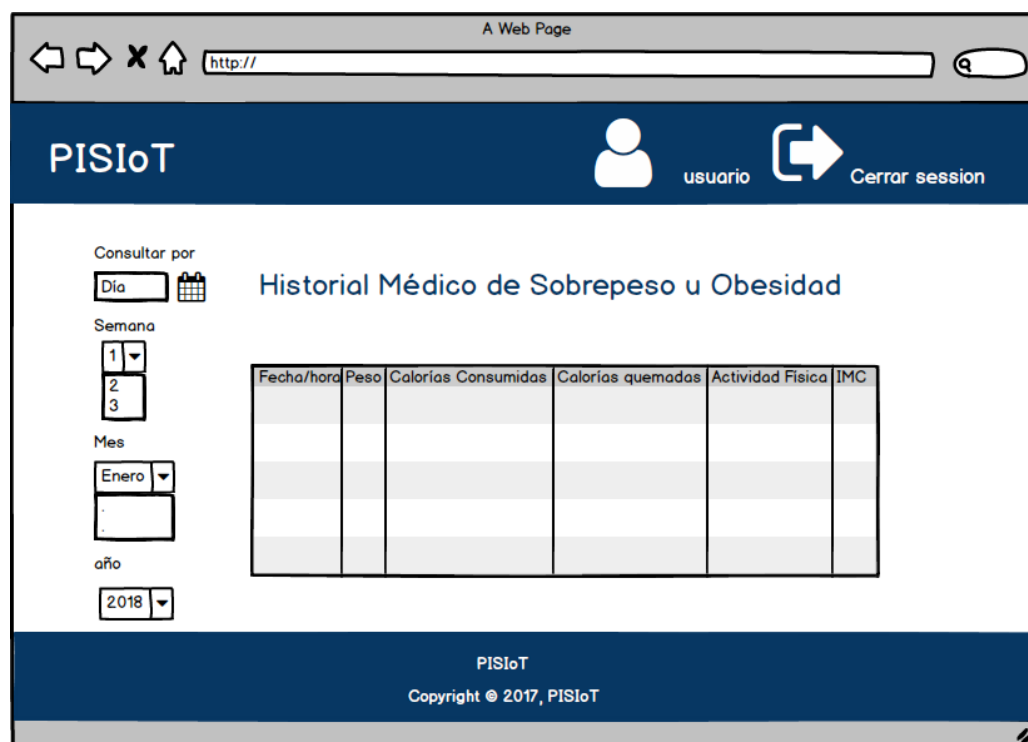 A Web Page
http://
PISIoT
usuario
Cerrar session
Consultar por
Día
Semana
1
2
3
Mes
Enero
.
.
año
2018
Historial Médico de Sobrepeso u Obesidad
Fecha/hora Peso Calorías Consumidas Calorías quemadas Actividad Física IMC
PISIoT
Copyright © 2017, PISIoT